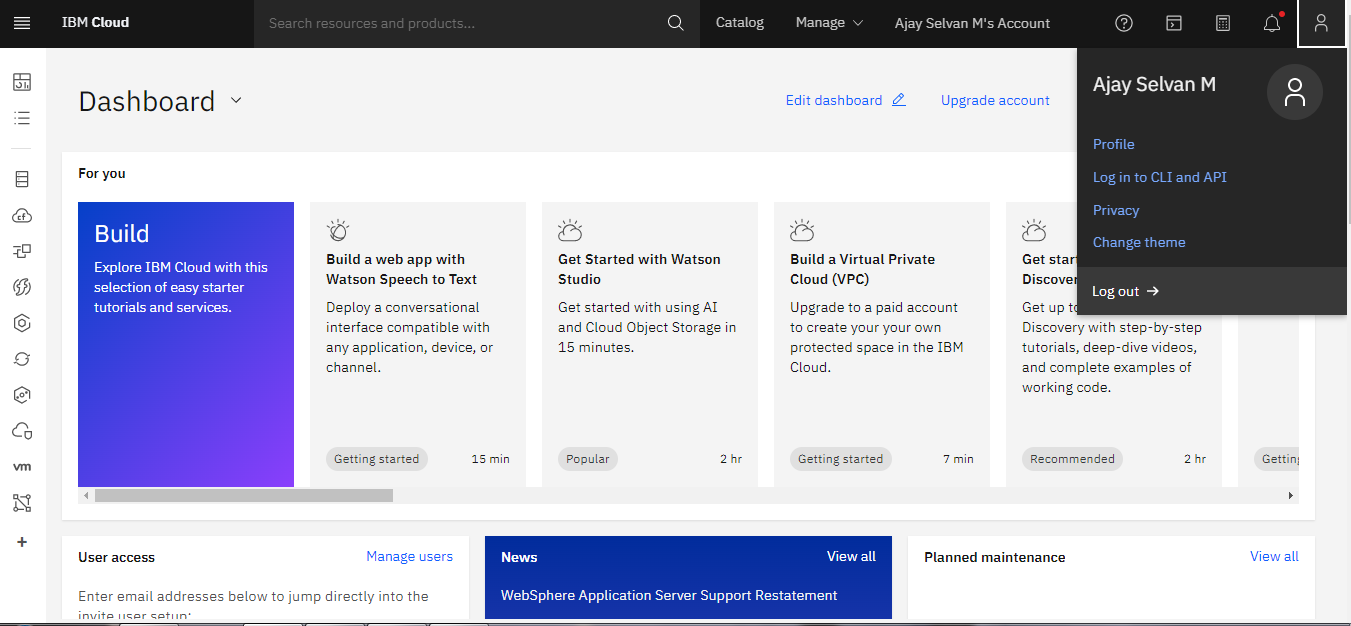 IBM Cloud
Search resources and products...
Catalog
Manage
Ajay Selvan M's Account
Ajay Selvan M
Profile
Log in to CLI and API
Privacy
Change theme
Log out
Dashboard
Edit dashboard
Upgrade account
For you
Build
Explore IBM Cloud with this
selection of easy starter
tutorials and services.
Build a web app with
Watson Speech to Text
Deploy a conversational
interface compatible with
any application, device, or
channel.
Getting started
15 min
Get Started with Watson
Studio
Get started with using AI
and Cloud Object Storage in
15 minutes.
Popular
2 hr
Build a Virtual Private
Cloud (VPC)
Upgrade to a paid account
to create your your own
protected space in the IBM
Cloud.
Getting started
7 min
Get star
Discover
Get up to
Discovery with step-by-step
tutorials, deep-dive videos,
and complete examples of
working code.
Recommended
2 hr
Getting
vm
User access
Manage users
Enter email addresses below to jump directly into the
invite user setup:
News
View all
WebSphere Application Server Support Restatement
Planned maintenance
View all